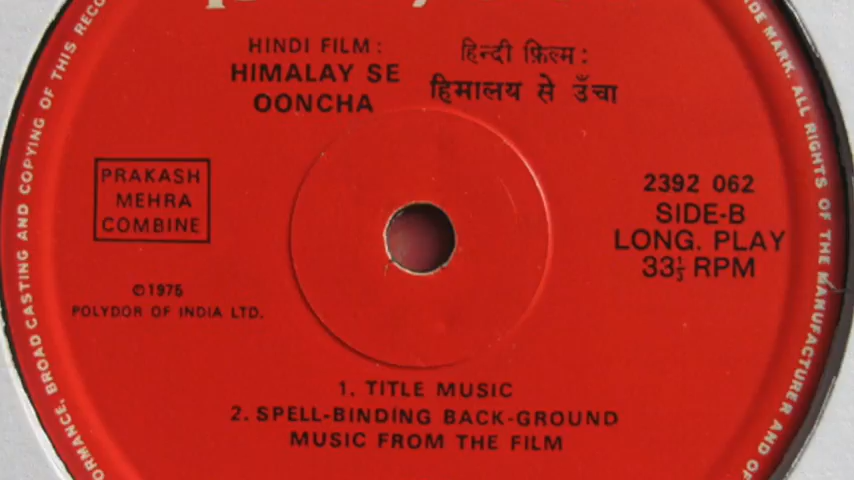 HINDI FILM:
HIMALAY SE
OONCHA
हिन्दी फ़िल्म:
हिमालय से उँचा
PRAKASH
MEHRA
COMBINE
©1975
POLYDOR OF INDIA LTD.
2392 062
SIDE-B
LONG. PLAY
33⅓ RPM
1. TITLE MUSIC
2. SPELL-BINDING BACK-GROUND
MUSIC FROM THE FILM
BROADCASTING AND COPYING OF THIS
MARK. ALL RIGHTS OF THE MANUFACTURER AND OF